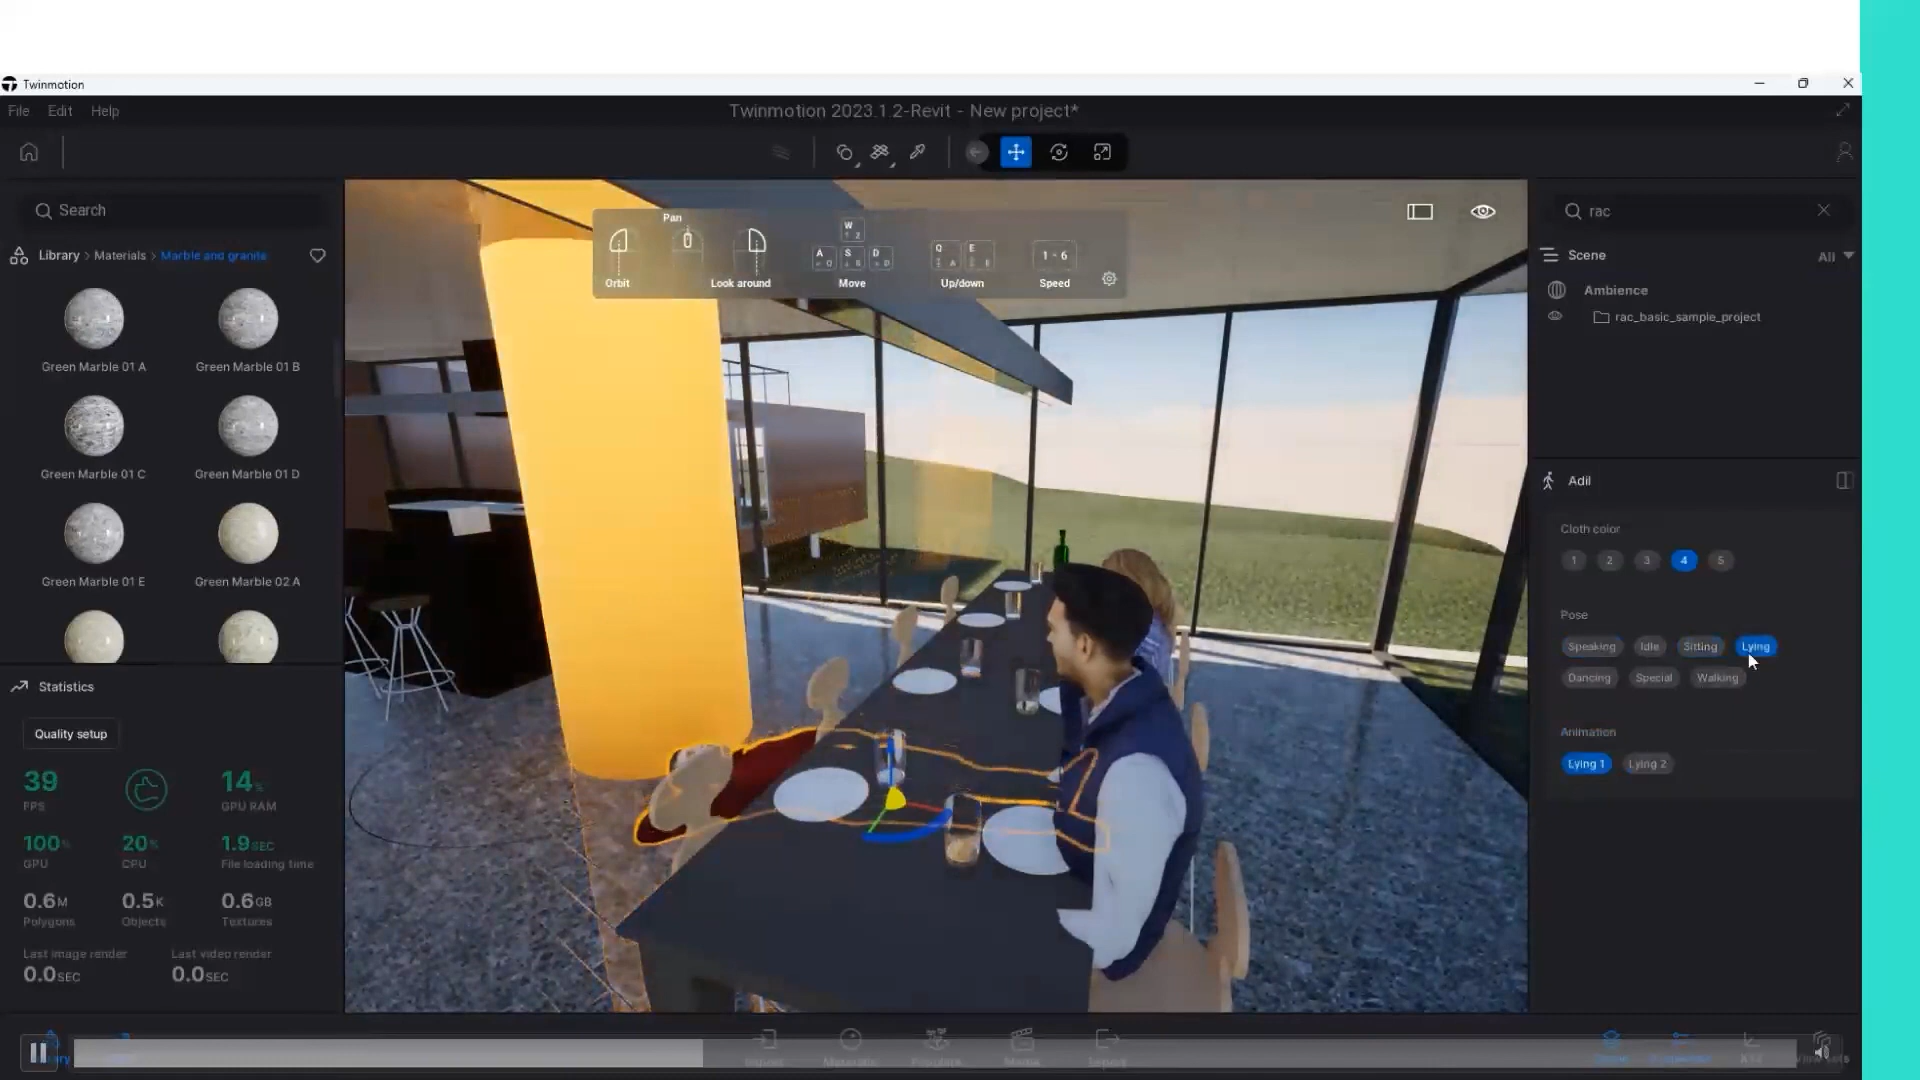 Twinmotion
File Edit Help
Twinmotion 2023.1.2-Revit - New project*
Search
Library > Materials > Marble and granite
Green Marble 01 A
Green Marble 01 B
Green Marble 01 C
Green Marble 01 D
Green Marble 01 E
Green Marble 02 A
Statistics
Quality setup
39
FPS
14%
GPU RAM
100%
GPU
20%
CPU
1.9SEC
File loading time
0.6M
Polygons
0.5K
Objects
0.6GB
Textures
Last image render
0.0SEC
Last video render
0.0SEC
Pan
W
A S D
Q E
1 - 6
Orbit
Look around
Move
Up/down
Speed
rac
Scene
All
Ambience
rac_basic_sample_project
Adil
Cloth color
1 2 3 4 5
Pose
Speaking Idle Sitting Lying
Dancing Special Walking
Animation
Lying 1 Lying 2